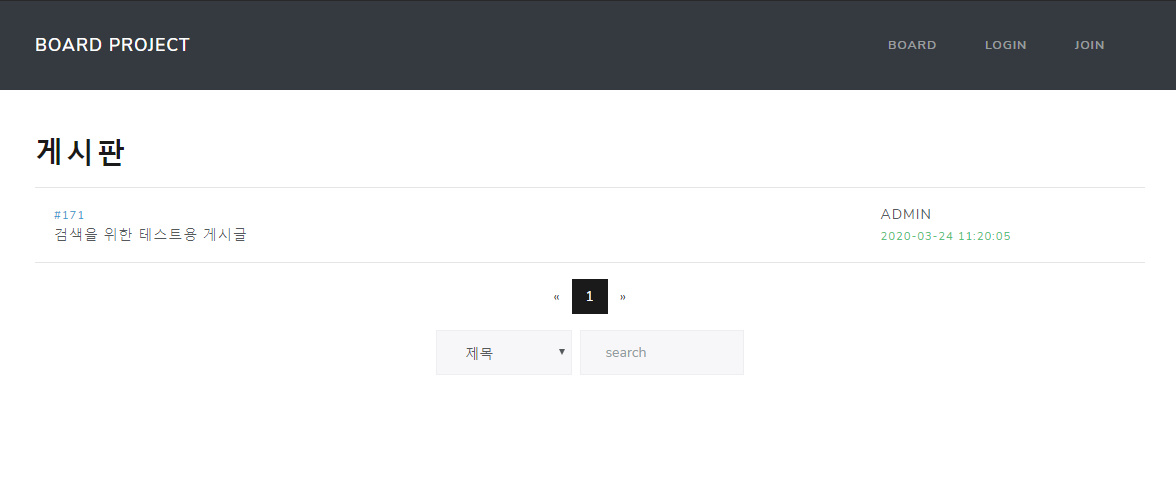 BOARD PROJECT BOARD LOGIN JOIN
게시판
#171 ADMIN
검색을 위한 테스트용 게시글 2020-03-24 11:20:05
« 1 »
제목 ▾ search